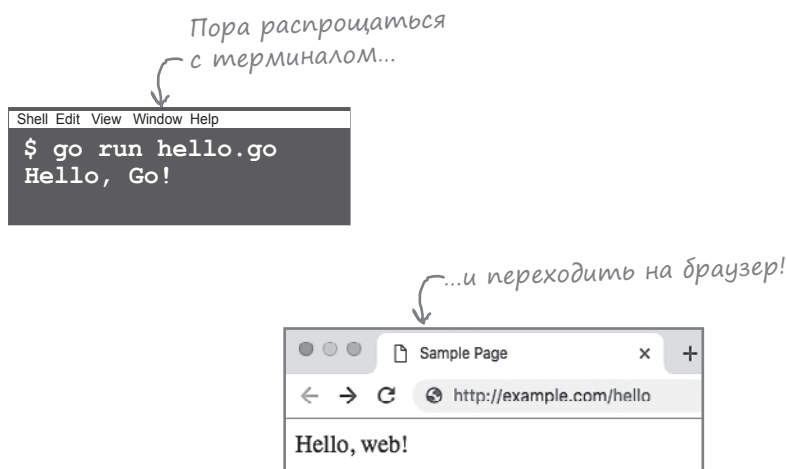 Пора распрощаться
с терминалом...
Shell Edit View Window Help
$ go run hello.go
Hello, Go!
...и переходить на браузер!
Sample Page
http://example.com/hello
Hello, web!